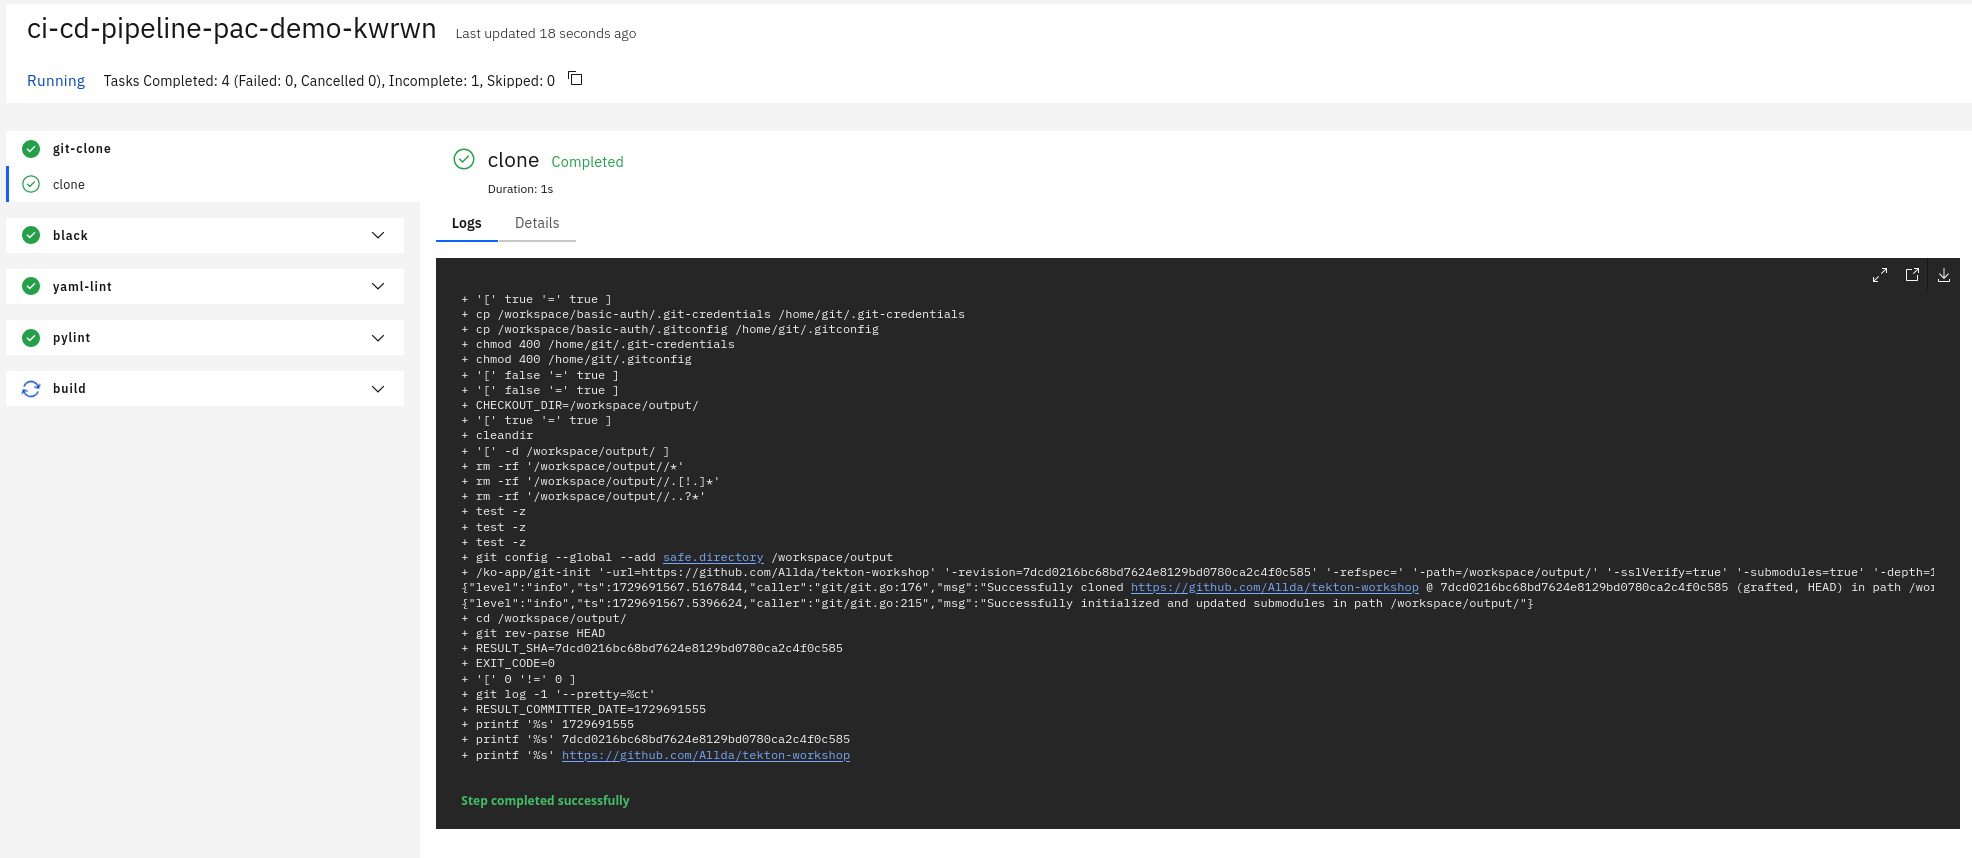 ci-cd-pipeline-pac-demo-kwrwn Last updated 18 seconds ago
Running Tasks Completed: 4 (Failed: 0, Cancelled 0), Incomplete: 1, Skipped: 0
git-clone
clone
black
yaml-lint
pylint
build
clone Completed
Duration: 1s
Logs Details
+ '[' true '=' true ]
+ cp /workspace/basic-auth/.git-credentials /home/git/.git-credentials
+ cp /workspace/basic-auth/.gitconfig /home/git/.gitconfig
+ chmod 400 /home/git/.git-credentials
+ chmod 400 /home/git/.gitconfig
+ '[' false '=' true ]
+ '[' false '=' true ]
+ CHECKOUT_DIR=/workspace/output/
+ '[' true '=' true ]
+ cleandir
+ '[' -d /workspace/output/ ]
+ rm -rf '/workspace/output//*'
+ rm -rf '/workspace/output//.[!.]*'
+ rm -rf '/workspace/output//..?*'
+ test -z
+ test -z
+ test -z
+ git config --global --add safe.directory /workspace/output
+ /ko-app/git-init '-url=https://github.com/Allda/tekton-workshop' '-revision=7dcd0216bc68bd7624e8129bd0780ca2c4f0c585' '-refspec=' '-path=/workspace/output/' '-sslVerify=true' '-submodules=true' '-depth=1
{"level":"info","ts":1729691567.5167844,"caller":"git/git.go:176","msg":"Successfully cloned https://github.com/Allda/tekton-workshop @ 7dcd0216bc68bd7624e8129bd0780ca2c4f0c585 (grafted, HEAD) in path /wor
{"level":"info","ts":1729691567.5396624,"caller":"git/git.go:215","msg":"Successfully initialized and updated submodules in path /workspace/output/"}
+ cd /workspace/output/
+ git rev-parse HEAD
+ RESULT_SHA=7dcd0216bc68bd7624e8129bd0780ca2c4f0c585
+ EXIT_CODE=0
+ '[' 0 '!=' 0 ]
+ git log -1 '--pretty=%ct'
+ RESULT_COMMITTER_DATE=1729691555
+ printf '%s' 1729691555
+ printf '%s' 7dcd0216bc68bd7624e8129bd0780ca2c4f0c585
+ printf '%s' https://github.com/Allda/tekton-workshop
Step completed successfully